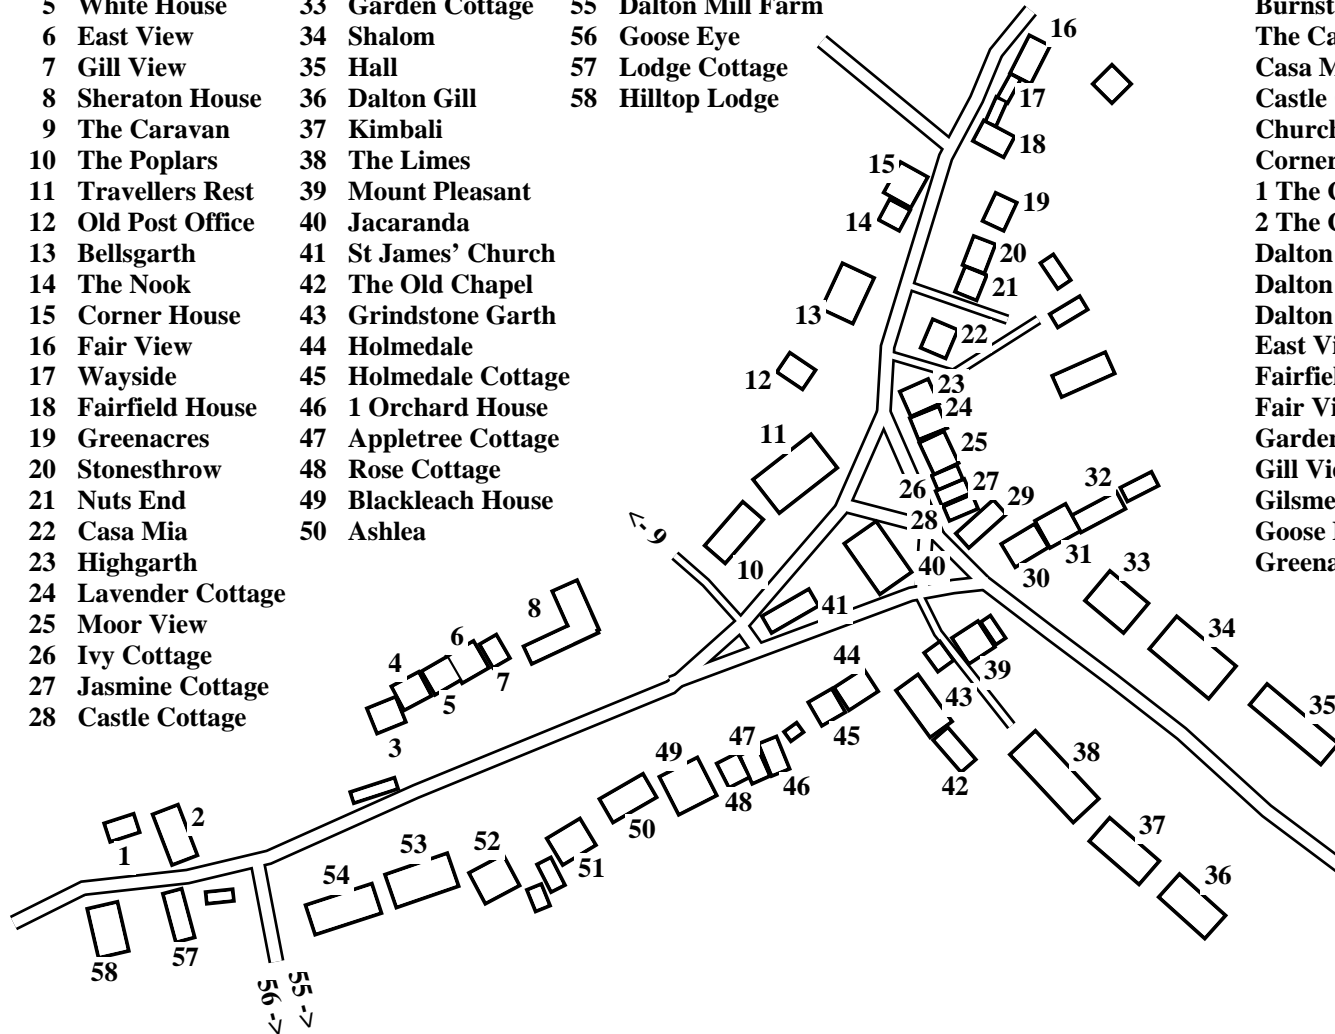 5 White House
6 East View
7 Gill View
8 Sheraton House
9 The Caravan
10 The Poplars
11 Travellers Rest
12 Old Post Office
13 Bellsgarth
14 The Nook
15 Corner House
16 Fair View
17 Wayside
18 Fairfield House
19 Greenacres
20 Stonesthrow
21 Nuts End
22 Casa Mia
23 Highgarth
24 Lavender Cottage
25 Moor View
26 Ivy Cottage
27 Jasmine Cottage
28 Castle Cottage
33 Garden Cottage
34 Shalom
35 Hall
36 Dalton Gill
37 Kimbali
38 The Limes
39 Mount Pleasant
40 Jacaranda
41 St James’ Church
42 The Old Chapel
43 Grindstone Garth
44 Holmedale
45 Holmedale Cottage
46 1 Orchard House
47 Appletree Cottage
48 Rose Cottage
49 Blackleach House
50 Ashlea
55 Dalton Mill Farm
56 Goose Eye
57 Lodge Cottage
58 Hilltop Lodge
The
Casa
Castle
1 The
2 The
Dalton
Dalton
Dalton
East
Fair
Gill
Goose
16
17
18
15
14
19
20
21
13
22
12
23
24
11
25
26
27
28
29
32
31
30
<- 9
10
40
33
8
41
34
6
4
7
5
44
39
43
35
3
45
47
49
46
48
42
38
2
50
37
1
52
53
51
54
36
57
58
56 ->
55 ->